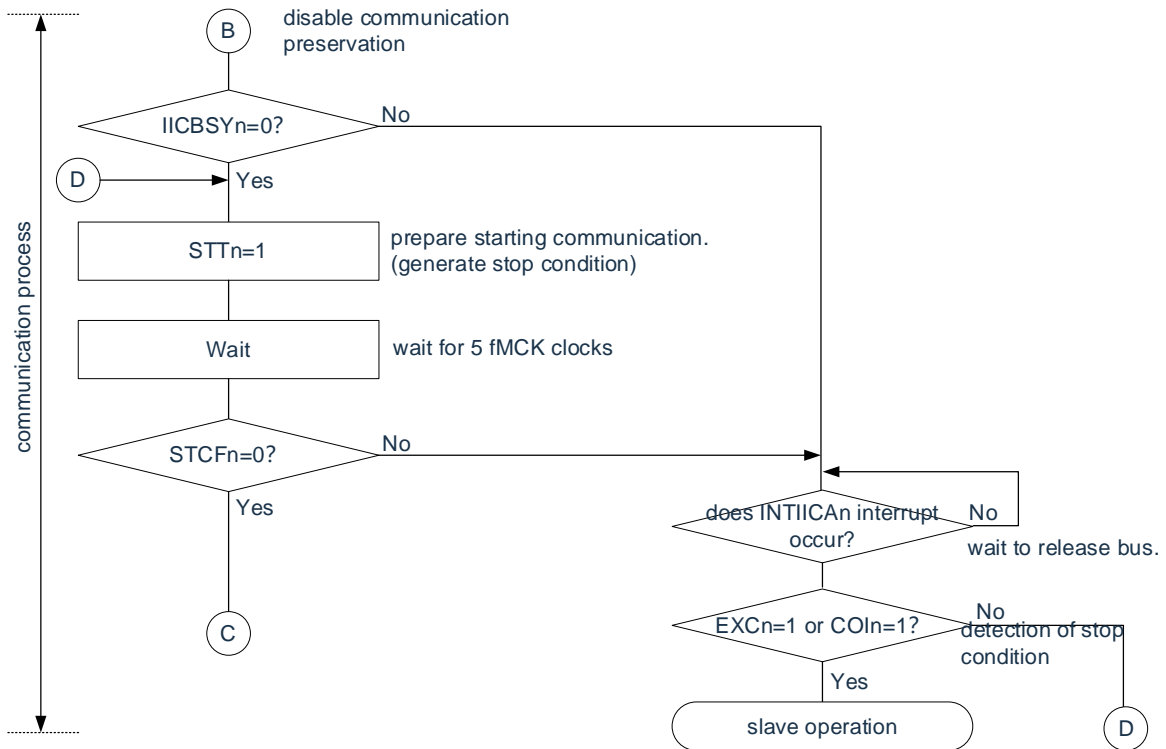 B
disable communication
preservation
IICBSYn=0?
No
D
Yes
STTn=1
prepare starting communication.
(generate stop condition)
communication process
Wait
wait for 5 fMCK clocks
STCFn=0?
No
Yes
does INTIICAn interrupt
occur?
No
wait to release bus.
C
EXCn=1 or COIn=1?
No
detection of stop
condition
Yes
slave operation
D